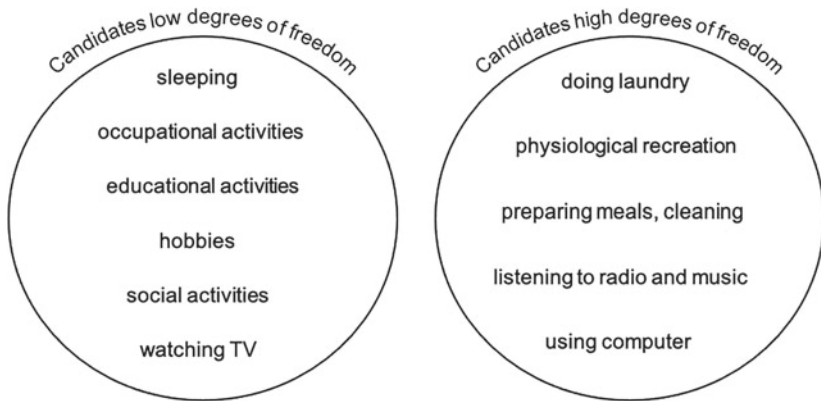 Candidates low degrees of freedom
sleeping
occupational activities
educational activities
hobbies
social activities
watching TV
Candidates high degrees of freedom
doing laundry
physiological recreation
preparing meals, cleaning
listening to radio and music
using computer